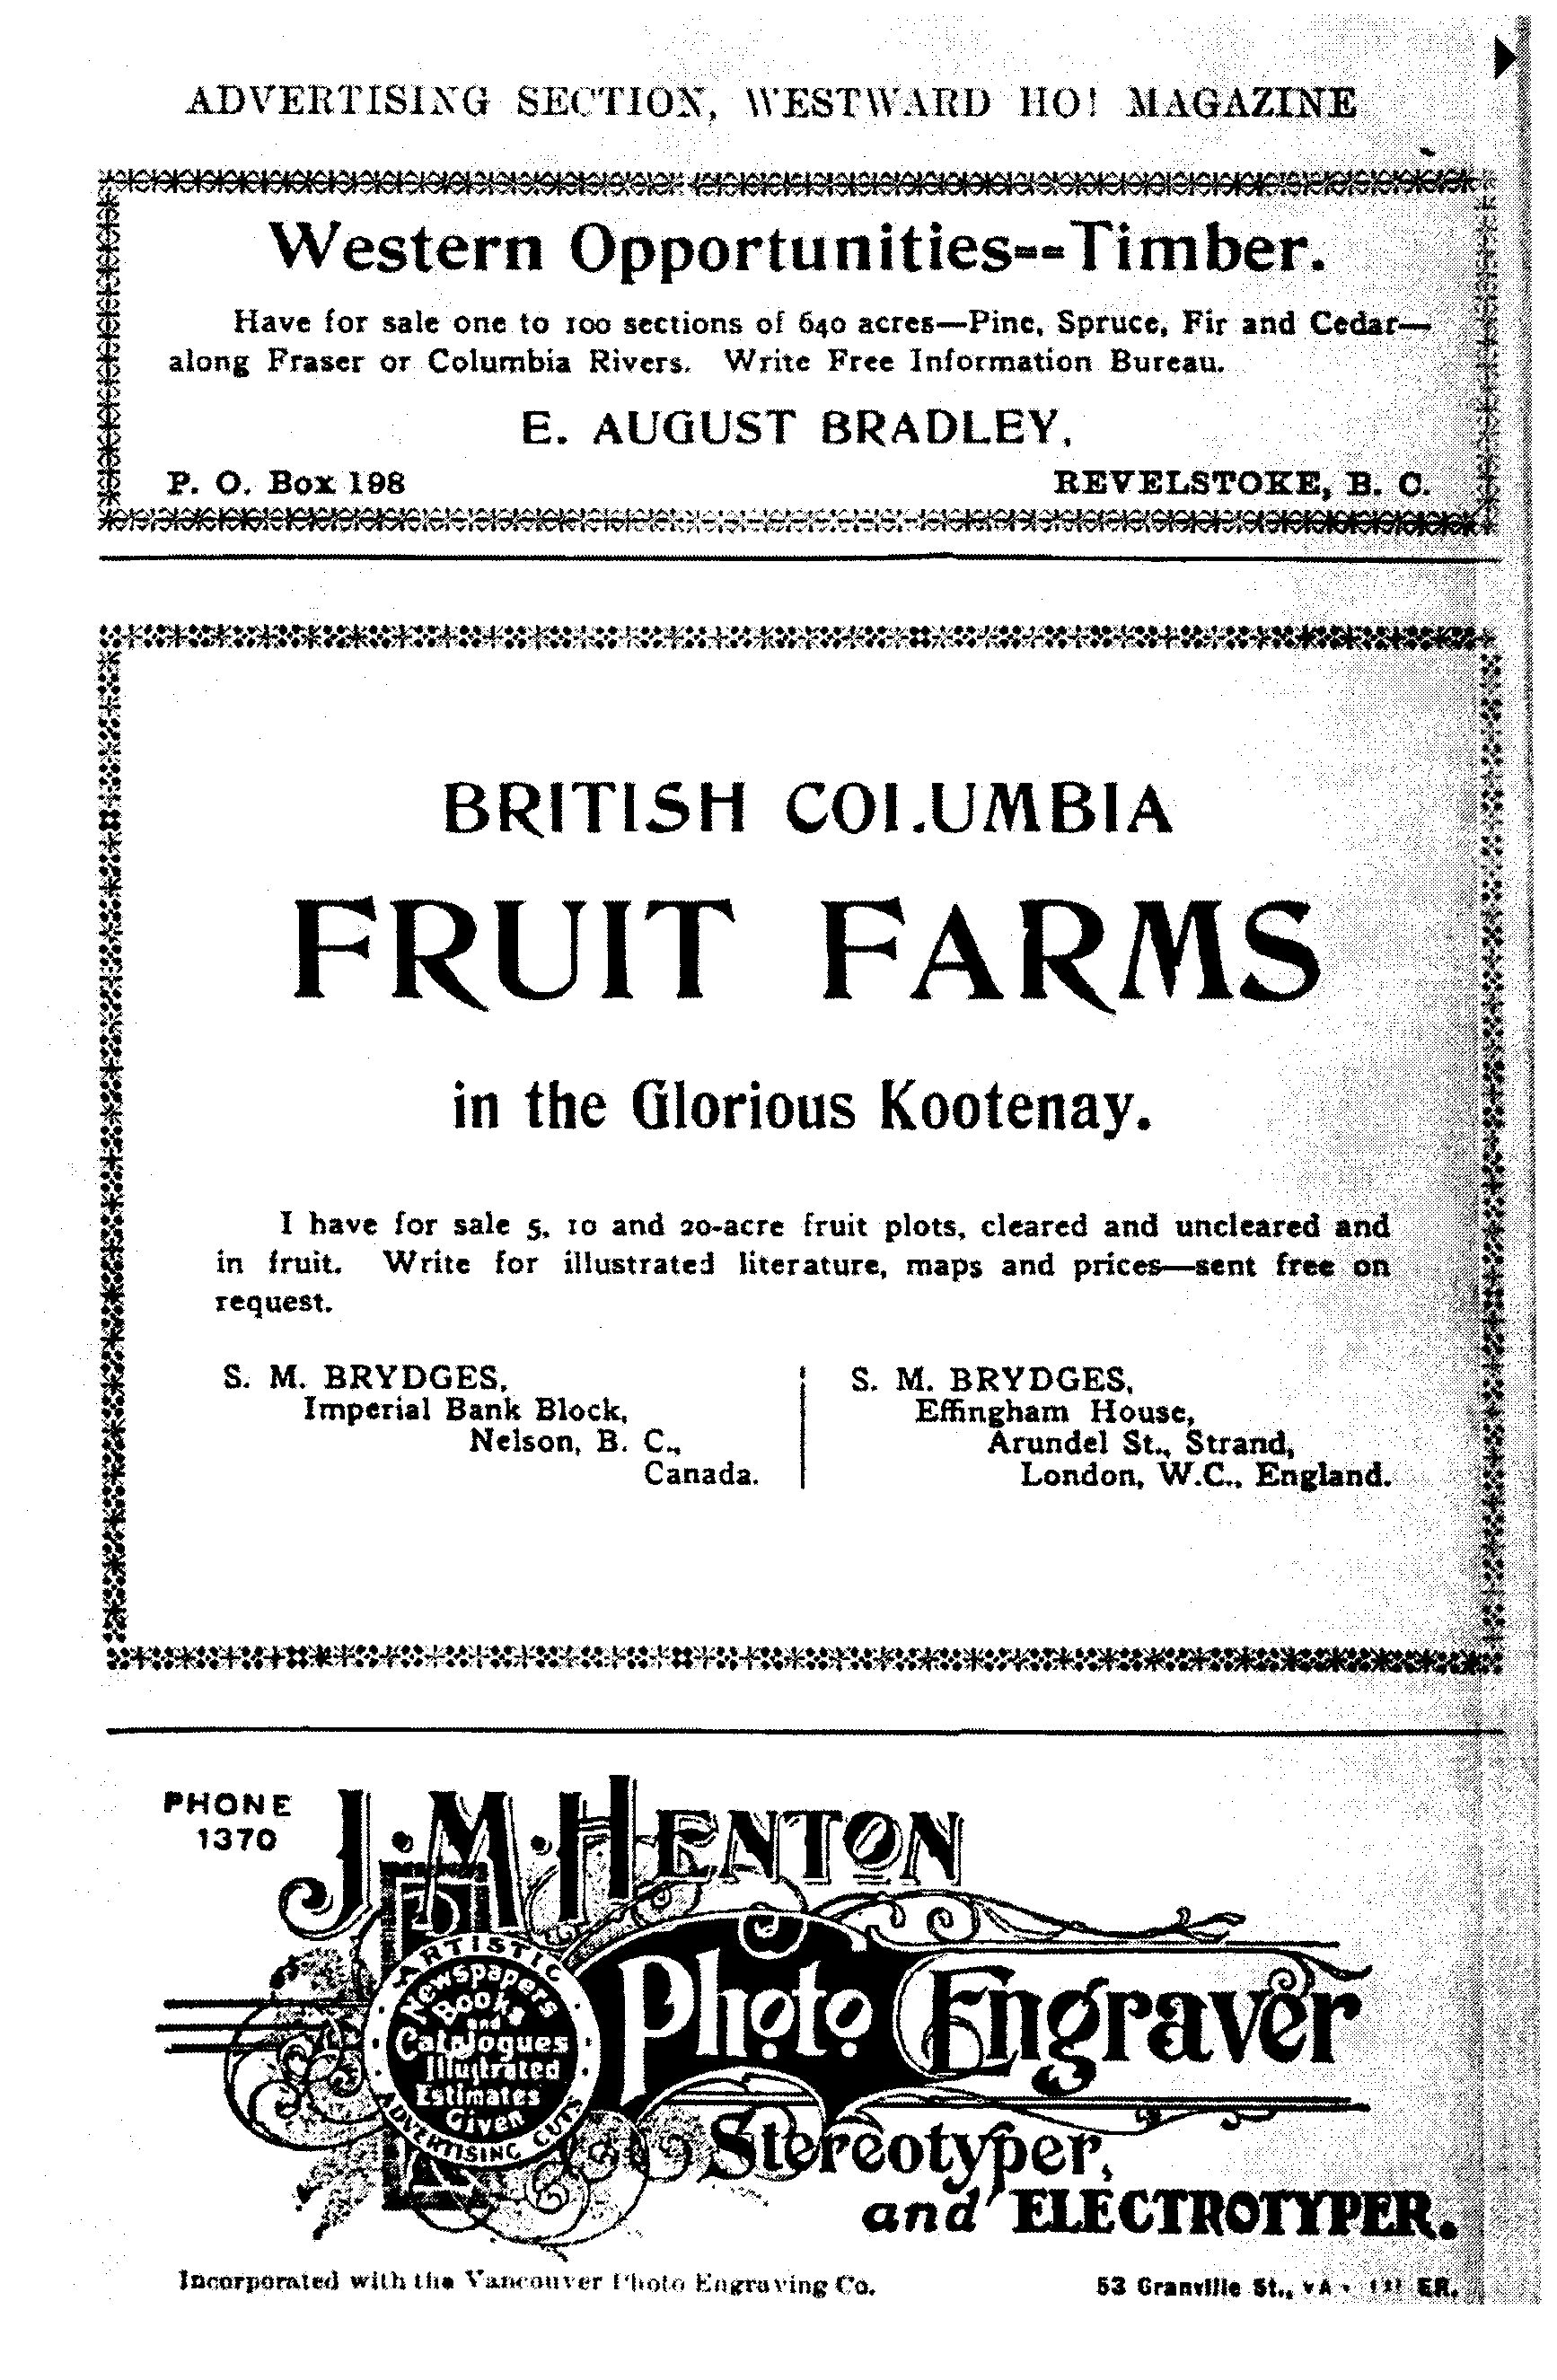 ADVERTISING SECTION, WESTWARD HO! MAGAZINE
Western Opportunities--Timber.
Have for sale one to 100 sections of 640 acres—Pine, Spruce, Fir and Cedar—
along Fraser or Columbia Rivers. Write Free Information Bureau.
E. AUGUST BRADLEY,
P. O. Box 198 REVELSTOKE, B. C.
BRITISH COLUMBIA
FRUIT FARMS
in the Glorious Kootenay.
I have for sale 5, 10 and 20-acre fruit plots, cleared and uncleared and
in fruit. Write for illustrated literature, maps and prices—sent free on
request.
S. M. BRYDGES,
Imperial Bank Block,
Nelson, B. C.,
Canada.
S. M. BRYDGES,
Effingham House,
Arundel St., Strand,
London, W.C., England.
PHONE
1370
J. M. HENTON
Photo Engraver
ARTISTIC
Newspapers
Books
and
Catalogues
Illustrated
Estimates
Given
ADVERTISING CUTS
Stereotyper,
and ELECTROTYPER.
Incorporated with the Vancouver Photo Engraving Co. 53 Granville St.,